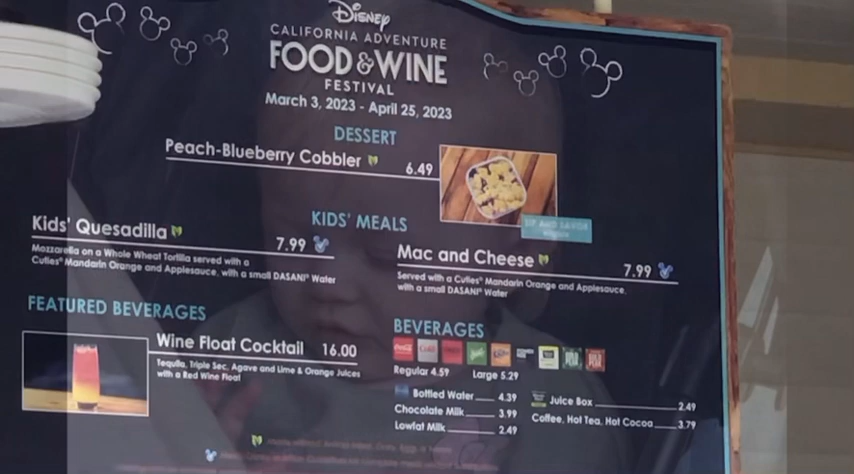 Disney
CALIFORNIA ADVENTURE
FOOD & WINE
FESTIVAL
March 3, 2023 - April 25, 2023
DESSERT
Peach-Blueberry Cobbler 6.49
SIP AND SAVOR
KIDS' MEALS
Kids' Quesadilla 7.99
Mozzarella on a Whole Wheat Tortilla served with a
Cuties® Mandarin Orange and Applesauce, with a small DASANI® Water
Mac and Cheese 7.99
Served with a Cuties® Mandarin Orange and Applesauce,
with a small DASANI® Water
FEATURED BEVERAGES
Wine Float Cocktail 16.00
Tequila, Triple Sec, Agave and Lime & Orange Juices
with a Red Wine Float
BEVERAGES
Regular 4.59 Large 5.29
Bottled Water 4.39
Chocolate Milk 3.99
Lowfat Milk 2.49
Juice Box 2.49
Coffee, Hot Tea, Hot Cocoa 3.79